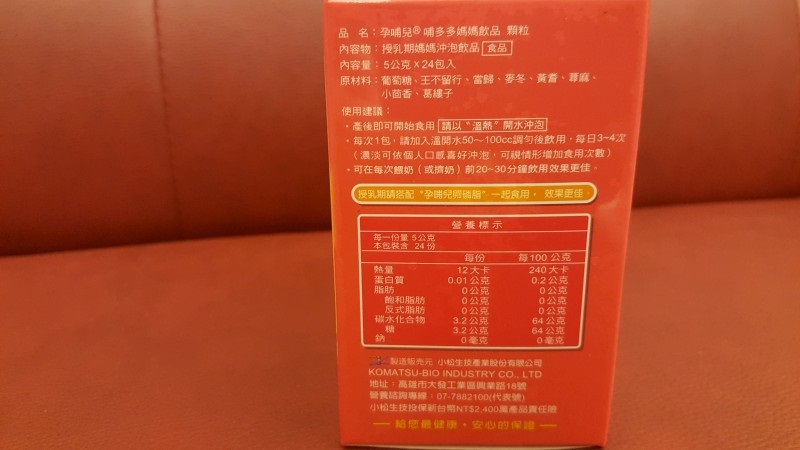 品 名：孕哺兒® 哺多多媽媽飲品 顆粒
內容物：授乳期媽媽沖泡飲品 食品
內容量：5公克×24包入
原材料：葡萄糖、王不留行、當歸、麥冬、黃耆、蕁麻、
小茴香、葛縷子
使用建議：
・產後即可開始食用 請以“溫熱”開水沖泡
・每次1包，請加入溫開水50～100cc調勻後飲用，每日3~4次
（濃淡可依個人口感喜好沖泡，可視情形增加食用次數）
・可在每次餵奶（或擠奶）前20~30分鐘飲用效果更佳。
授乳期請搭配“孕哺兒卵磷脂”一起食用，效果更佳。
營養標示
每一份量 5公克
本包裝含 24份
每份 每100公克
熱量 12大卡 240大卡
蛋白質 0.01公克 0.2公克
脂肪 0公克 0公克
飽和脂肪 0公克 0公克
反式脂肪 0公克 0公克
碳水化合物 3.2公克 64公克
糖 3.2公克 64公克
鈉 0毫克 0毫克
製造販売元 小松生技產業股份有限公司
KOMATSU-BIO INDUSTRY CO., LTD
地址：高雄市大發工業區興業路18號
營養諮詢專線：07-7882100(代表號)
小松生技投保新台幣NT$2,400萬產品責任險
給您最健康・安心的保證